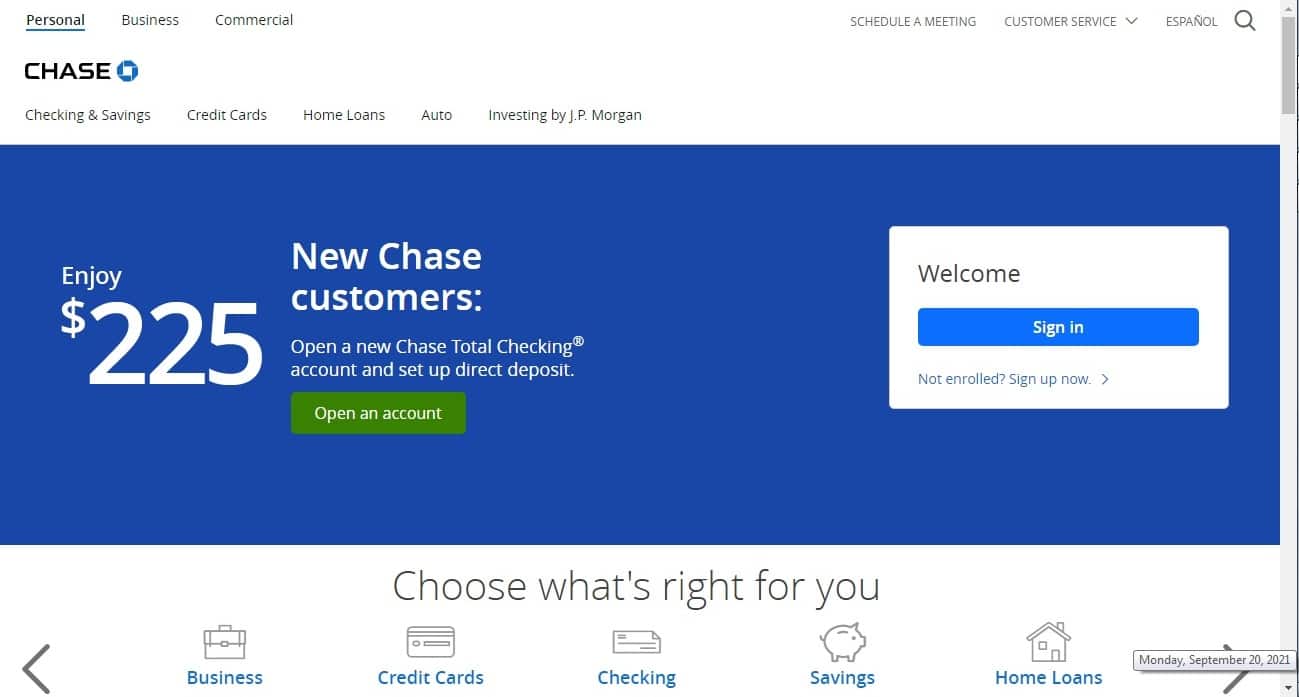 Personal Business Commercial SCHEDULE A MEETING CUSTOMER SERVICE ESPAÑOL
CHASE
Checking & Savings Credit Cards Home Loans Auto Investing by J.P. Morgan
Enjoy
$225
New Chase
customers:
Open a new Chase Total Checking®
account and set up direct deposit.
Open an account
Welcome
Sign in
Not enrolled? Sign up now.
Choose what's right for you
Business Credit Cards Checking Savings Home Loans
Monday, September 20, 2021